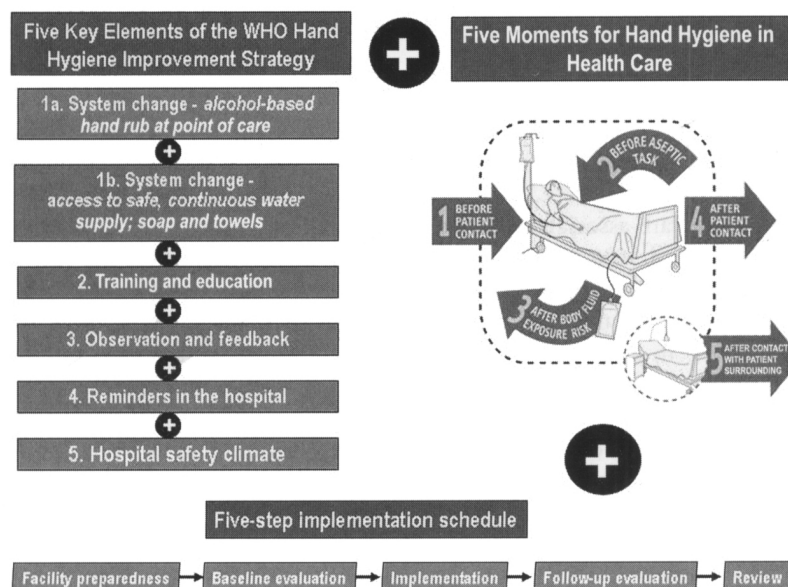 Five Key Elements of the WHO Hand
Hygiene Improvement Strategy
1a. System change - alcohol-based
hand rub at point of care
+
1b. System change -
access to safe, continuous water
supply; soap and towels
+
2. Training and education
+
3. Observation and feedback
+
4. Reminders in the hospital
+
5. Hospital safety climate
+
Five Moments for Hand Hygiene in
Health Care
1 BEFORE
PATIENT
CONTACT
2 BEFORE ASEPTIC
TASK
3 AFTER BODY FLUID
EXPOSURE RISK
4 AFTER
PATIENT
CONTACT
5 AFTER CONTACT
WITH PATIENT
SURROUNDING
+
Five-step implementation schedule
Facility preparedness
Baseline evaluation
Implementation
Follow-up evaluation
Review